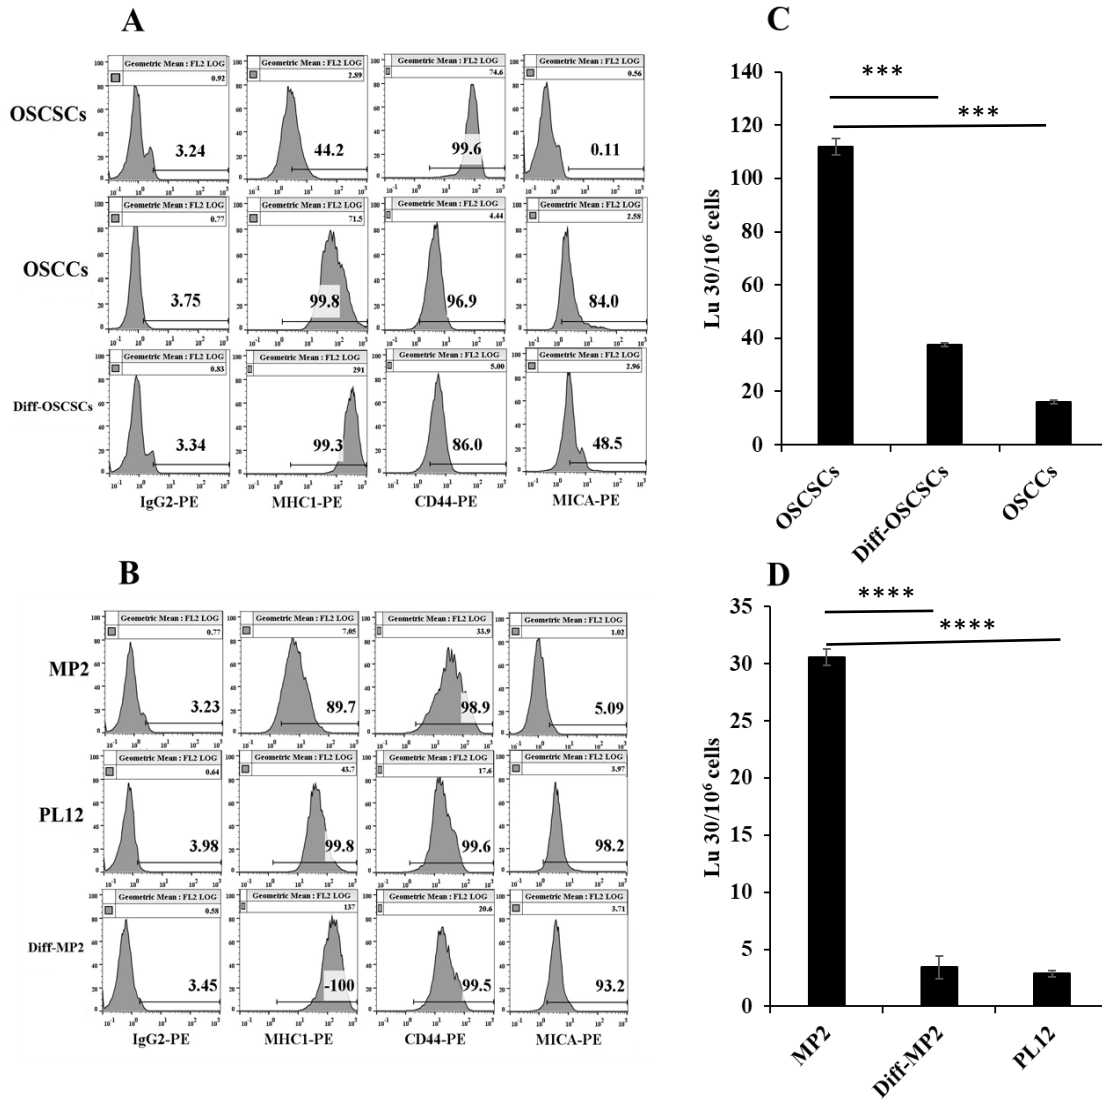 A
Geometric Mean : FL2 LOG
0.92
Geometric Mean : FL2 LOG
2.89
Geometric Mean : FL2 LOG
74.6
Geometric Mean : FL2 LOG
0.56
OSCSCs
3.24
44.2
99.6
0.11
Geometric Mean : FL2 LOG
0.77
Geometric Mean : FL2 LOG
71.5
Geometric Mean : FL2 LOG
4.44
Geometric Mean : FL2 LOG
2.58
OSCCs
3.75
99.8
96.9
84.0
Geometric Mean : FL2 LOG
0.83
Geometric Mean : FL2 LOG
291
Geometric Mean : FL2 LOG
5.00
Geometric Mean : FL2 LOG
2.96
Diff-OSCSCs
3.34
99.3
86.0
48.5
IgG2-PE
MHC1-PE
CD44-PE
MICA-PE
B
Geometric Mean : FL2 LOG
0.77
Geometric Mean : FL2 LOG
7.05
Geometric Mean : FL2 LOG
33.9
Geometric Mean : FL2 LOG
1.02
MP2
3.23
89.7
98.9
5.09
Geometric Mean : FL2 LOG
0.64
Geometric Mean : FL2 LOG
43.7
Geometric Mean : FL2 LOG
17.6
Geometric Mean : FL2 LOG
3.97
PL12
3.98
99.8
99.6
98.2
Geometric Mean : FL2 LOG
0.58
Geometric Mean : FL2 LOG
137
Geometric Mean : FL2 LOG
20.6
Geometric Mean : FL2 LOG
3.71
Diff-MP2
3.45
-100
99.5
93.2
IgG2-PE
MHC1-PE
CD44-PE
MICA-PE
C
140
120
100
80
60
40
20
0
Lu 30/10⁶ cells
***
***
OSCSCs
Diff-OSCSCs
OSCCs
D
35
30
25
20
15
10
5
0
Lu 30/10⁶ cells
****
****
MP2
Diff-MP2
PL12